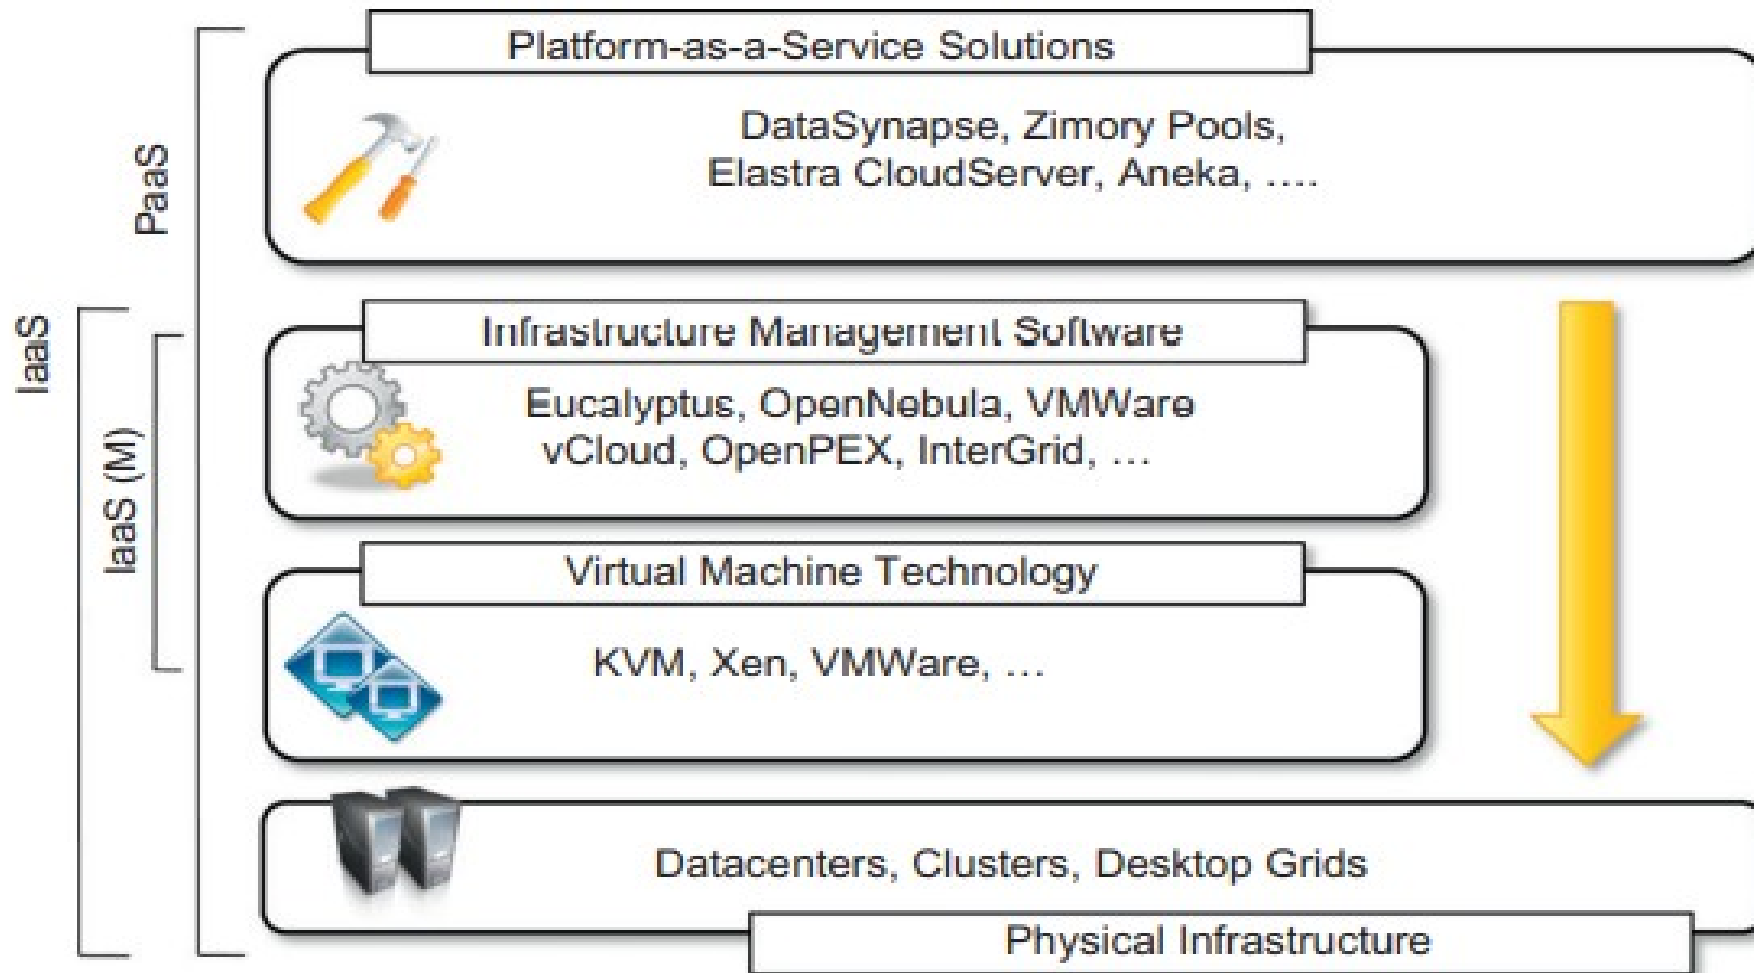 Platform-as-a-Service Solutions
DataSynapse, Zimory Pools,
Elastra CloudServer, Aneka, ….
PaaS
IaaS
IaaS (M)
Infrastructure Management Software
Eucalyptus, OpenNebula, VMWare
vCloud, OpenPEX, InterGrid, …
Virtual Machine Technology
KVM, Xen, VMWare, …
Datacenters, Clusters, Desktop Grids
Physical Infrastructure